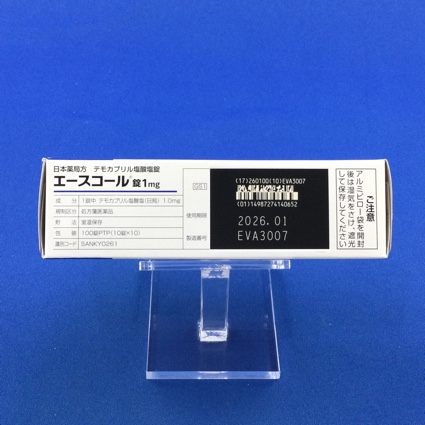 日本薬局方 テモカプリル塩酸塩錠
エースコール®錠1mg
成分 1錠中 テモカプリル塩酸塩(日局) 1.0mg
規制区分 処方箋医薬品
貯法 室温保存
包装 100錠PTP(10錠×10)
識別コード SANKYO261
GS1
使用期限
製造番号
(17)260100(10)EVA3007
(01)14987274140652
2026.01
EVA3007
ご注意
アルミピロー袋を開封
後は湿気をさけ、遮光
して保存してください